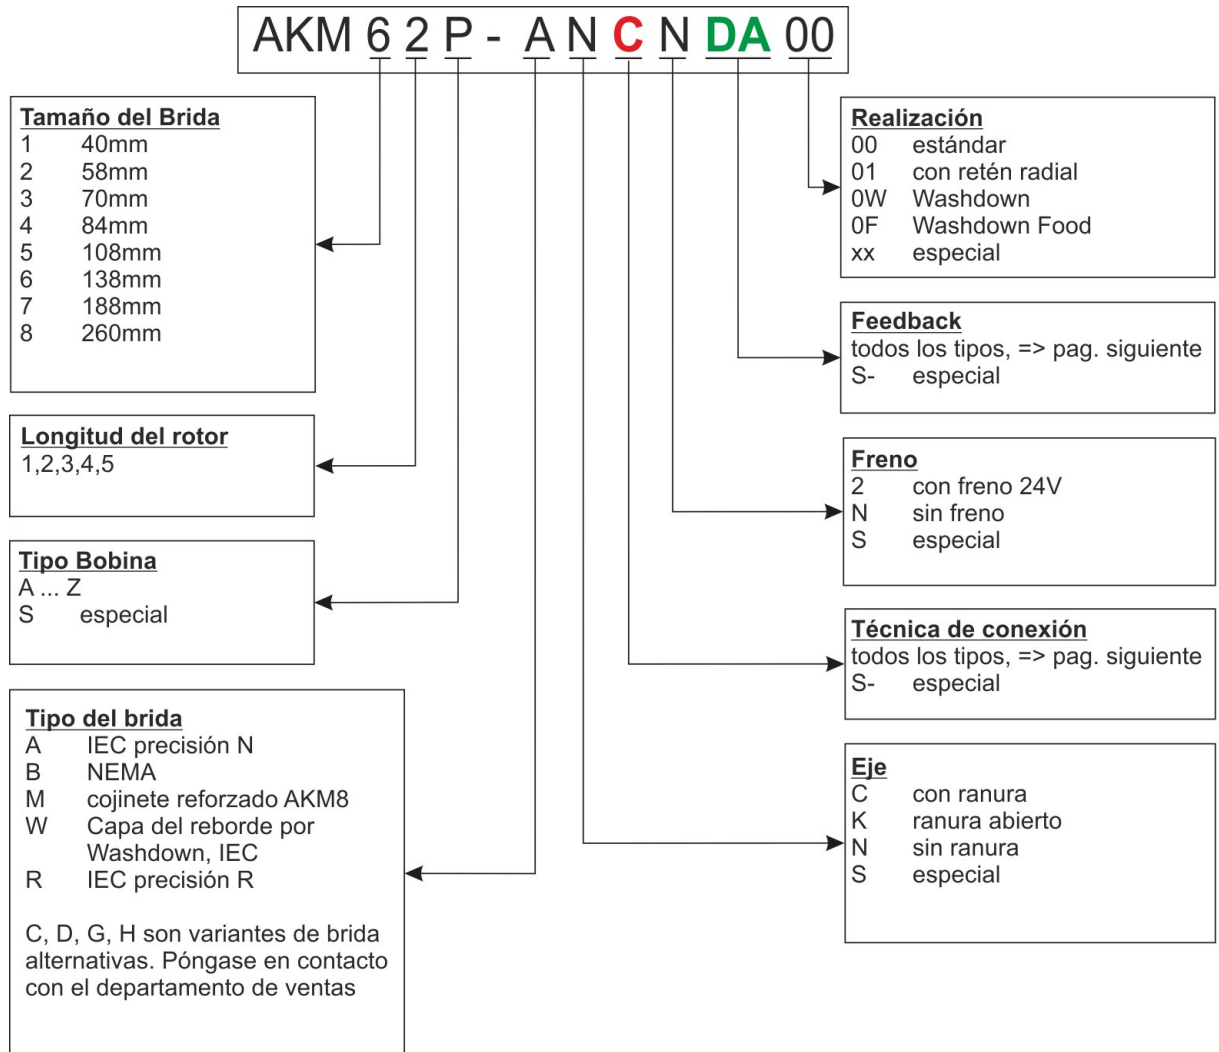 AKM 6 2 P - A N C N DA 00
Tamaño del Brida
1 40mm
2 58mm
3 70mm
4 84mm
5 108mm
6 138mm
7 188mm
8 260mm
Longitud del rotor
1,2,3,4,5
Tipo Bobina
A ... Z
S especial
Tipo del brida
A IEC precisión N
B NEMA
M cojinete reforzado AKM8
W Capa del reborde por
Washdown, IEC
R IEC precisión R
C, D, G, H son variantes de brida
alternativas. Póngase en contacto
con el departamento de ventas
Realización
00 estándar
01 con retén radial
0W Washdown
0F Washdown Food
xx especial
Feedback
todos los tipos, => pag. siguiente
S- especial
Freno
2 con freno 24V
N sin freno
S especial
Técnica de conexión
todos los tipos, => pag. siguiente
S- especial
Eje
C con ranura
K ranura abierto
N sin ranura
S especial